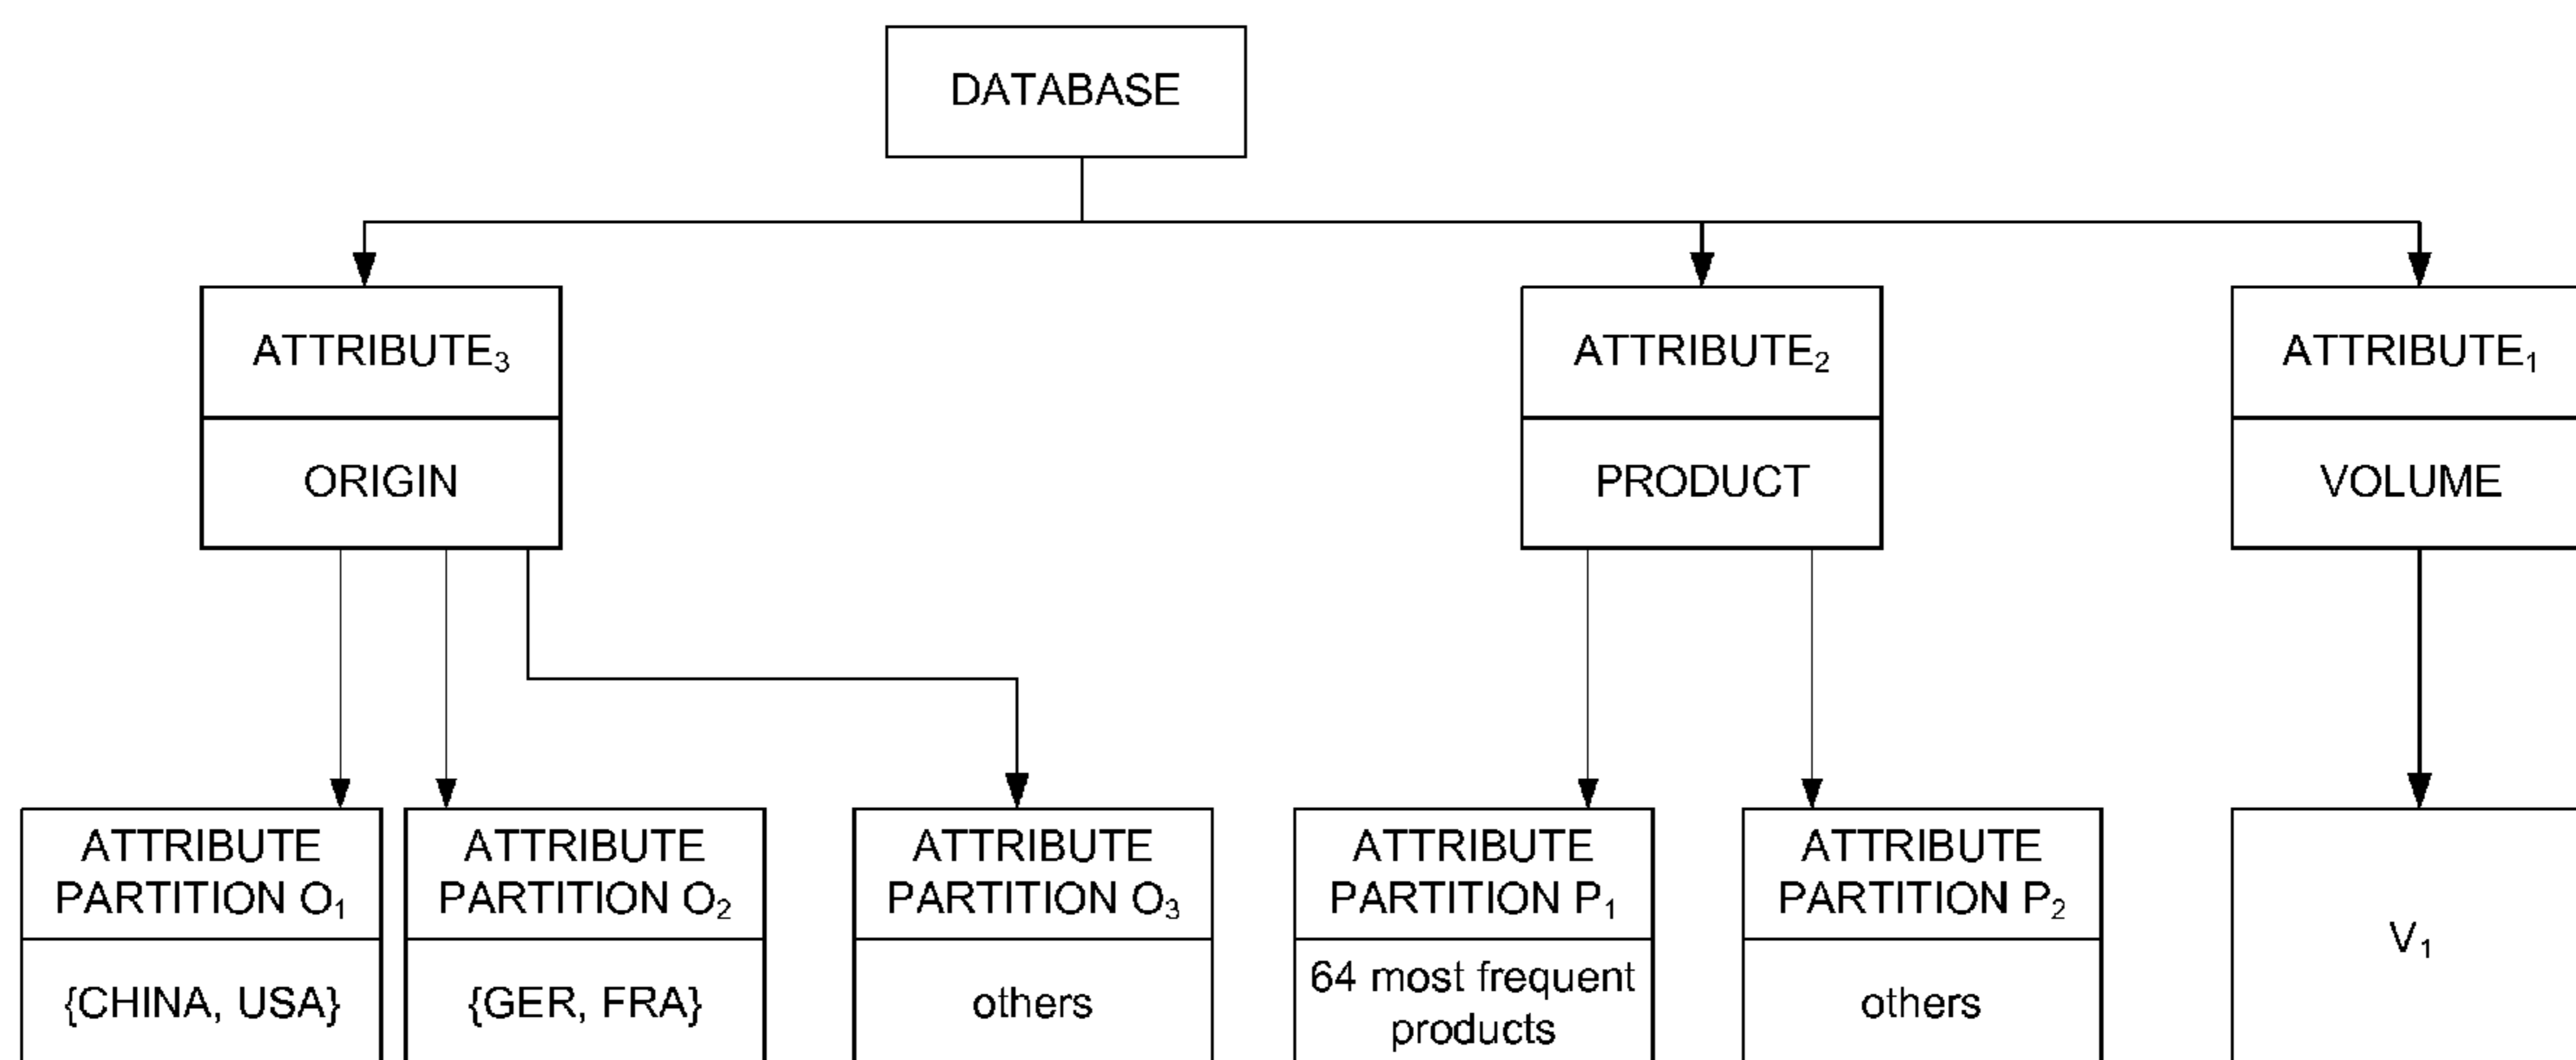 DATABASE
ATTRIBUTE₃
ORIGIN
ATTRIBUTE₂
PRODUCT
ATTRIBUTE₁
VOLUME
ATTRIBUTE
PARTITION O₁
{CHINA, USA}
ATTRIBUTE
PARTITION O₂
{GER, FRA}
ATTRIBUTE
PARTITION O₃
others
ATTRIBUTE
PARTITION P₁
64 most frequent
products
ATTRIBUTE
PARTITION P₂
others
V₁